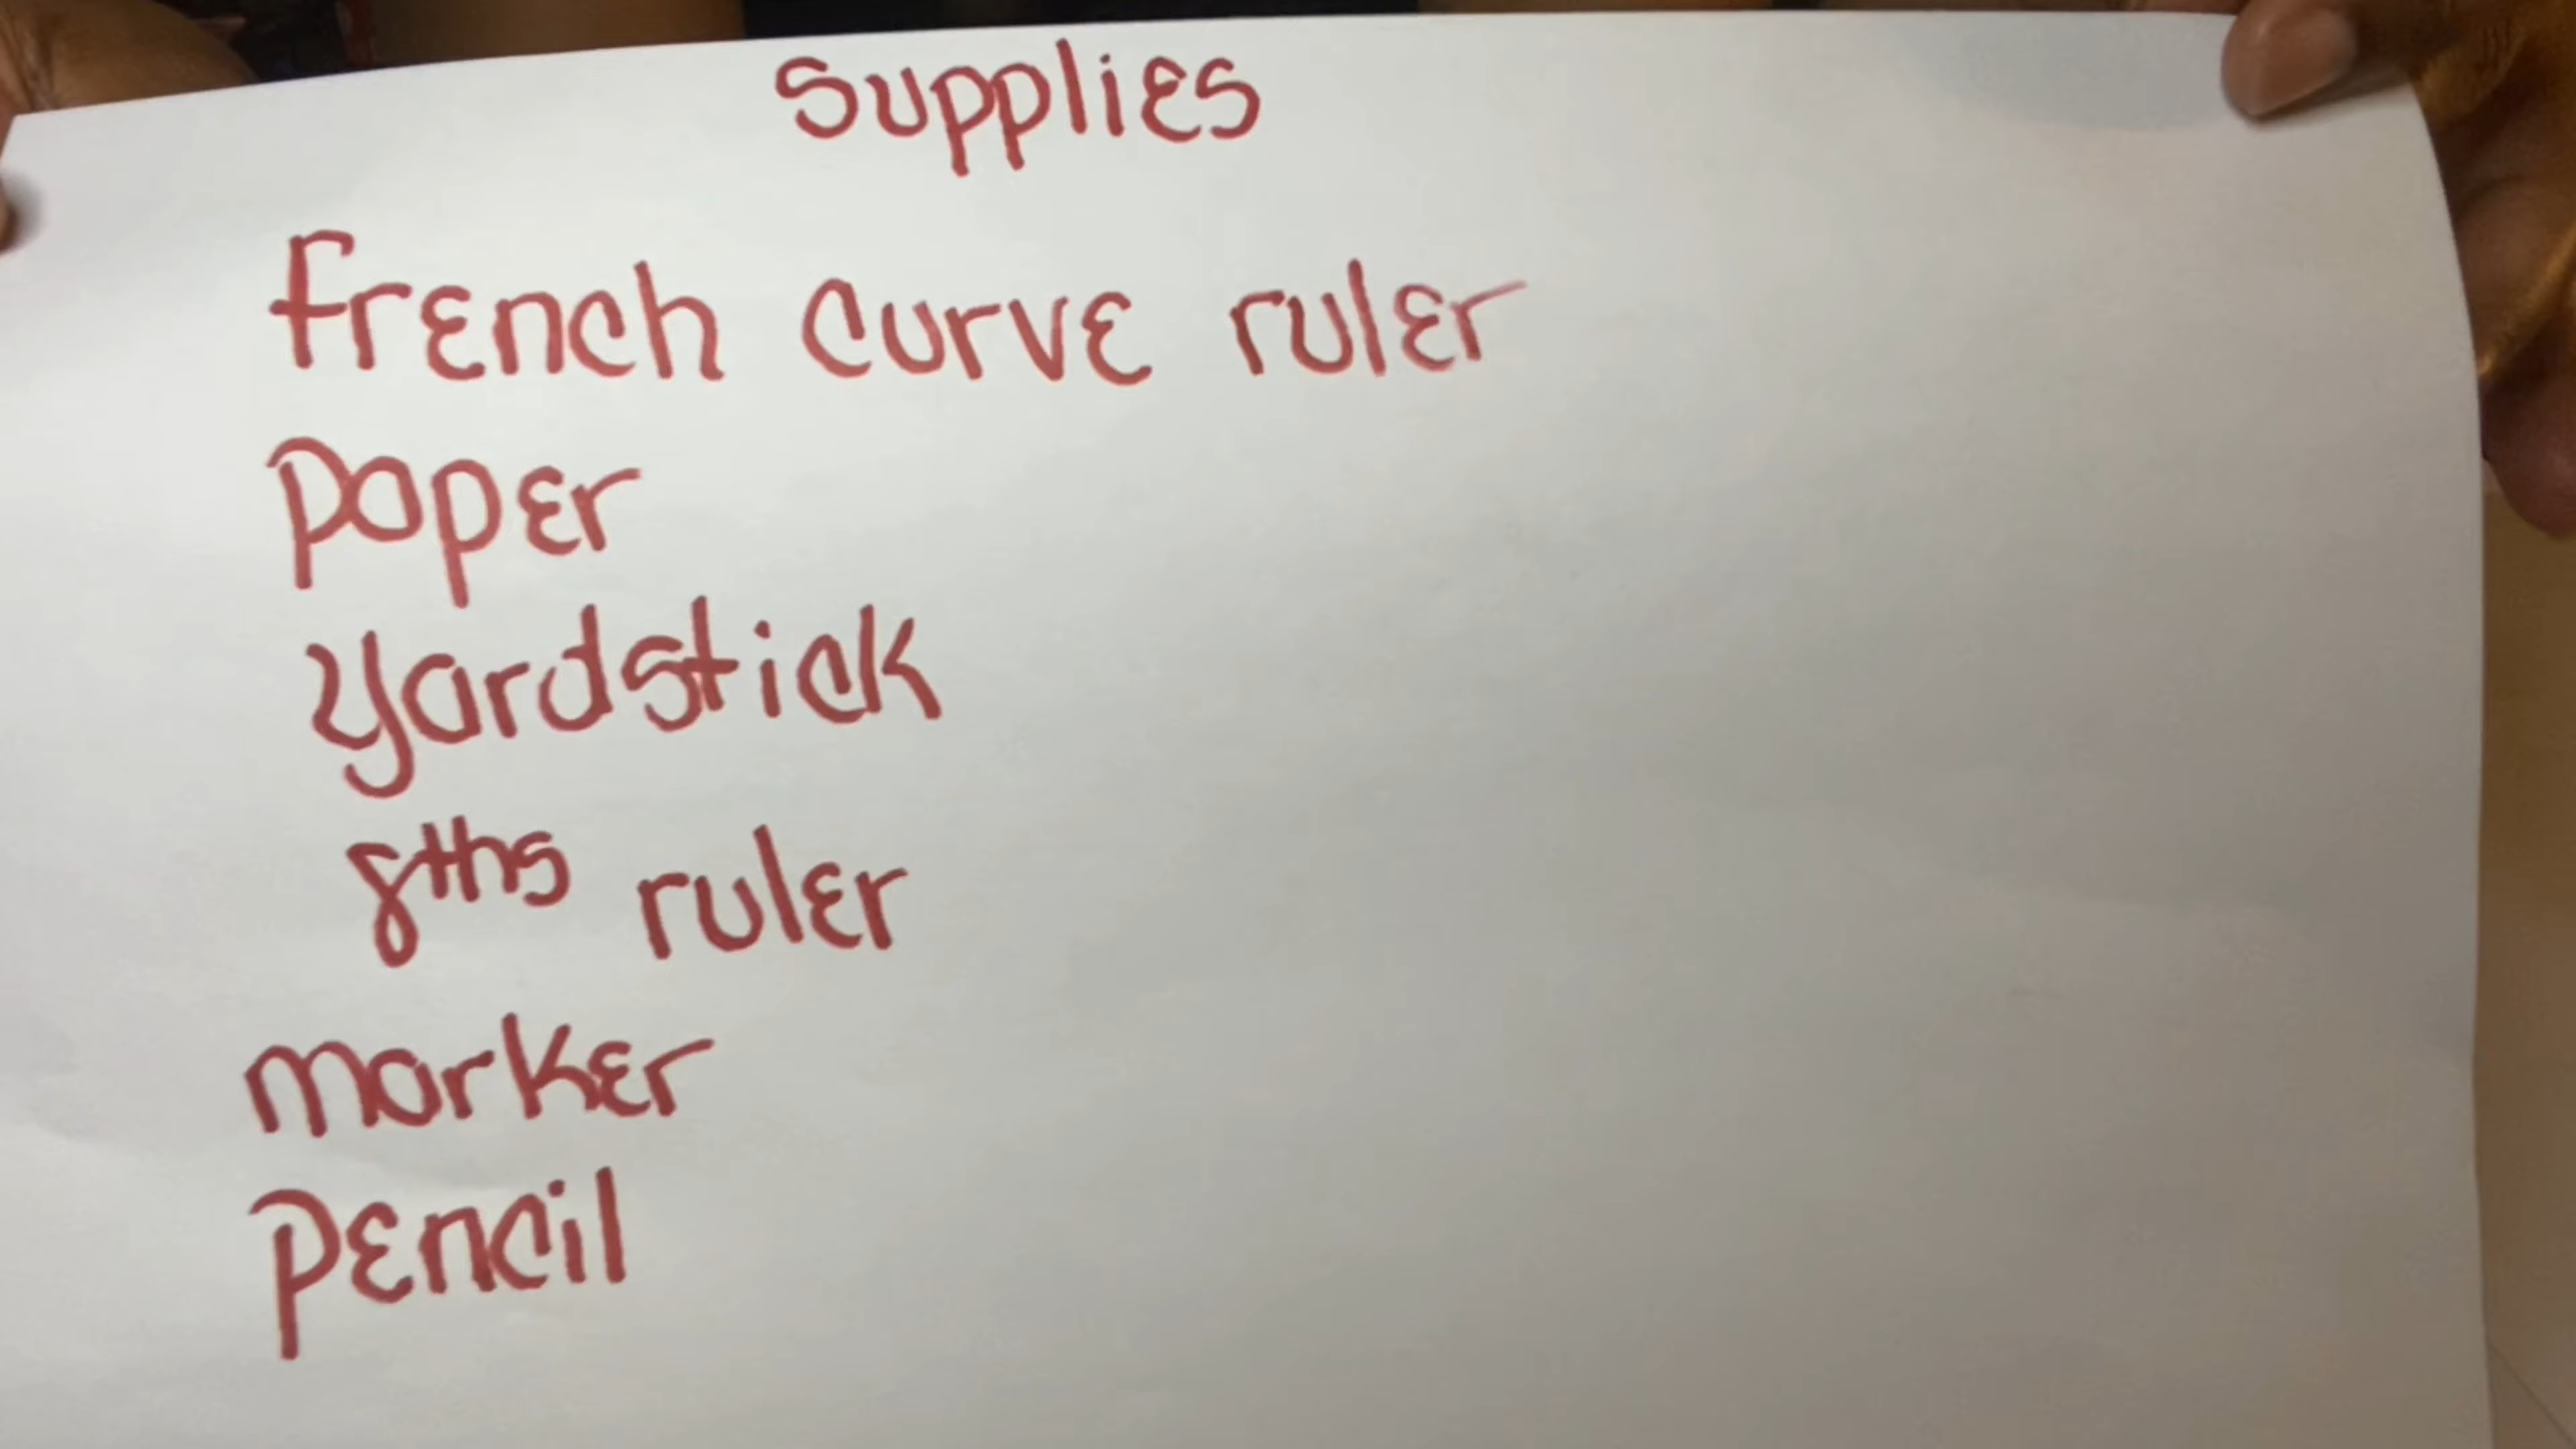 Supplies
French curve ruler
Paper
Yardstick
8ths ruler
marker
Pencil